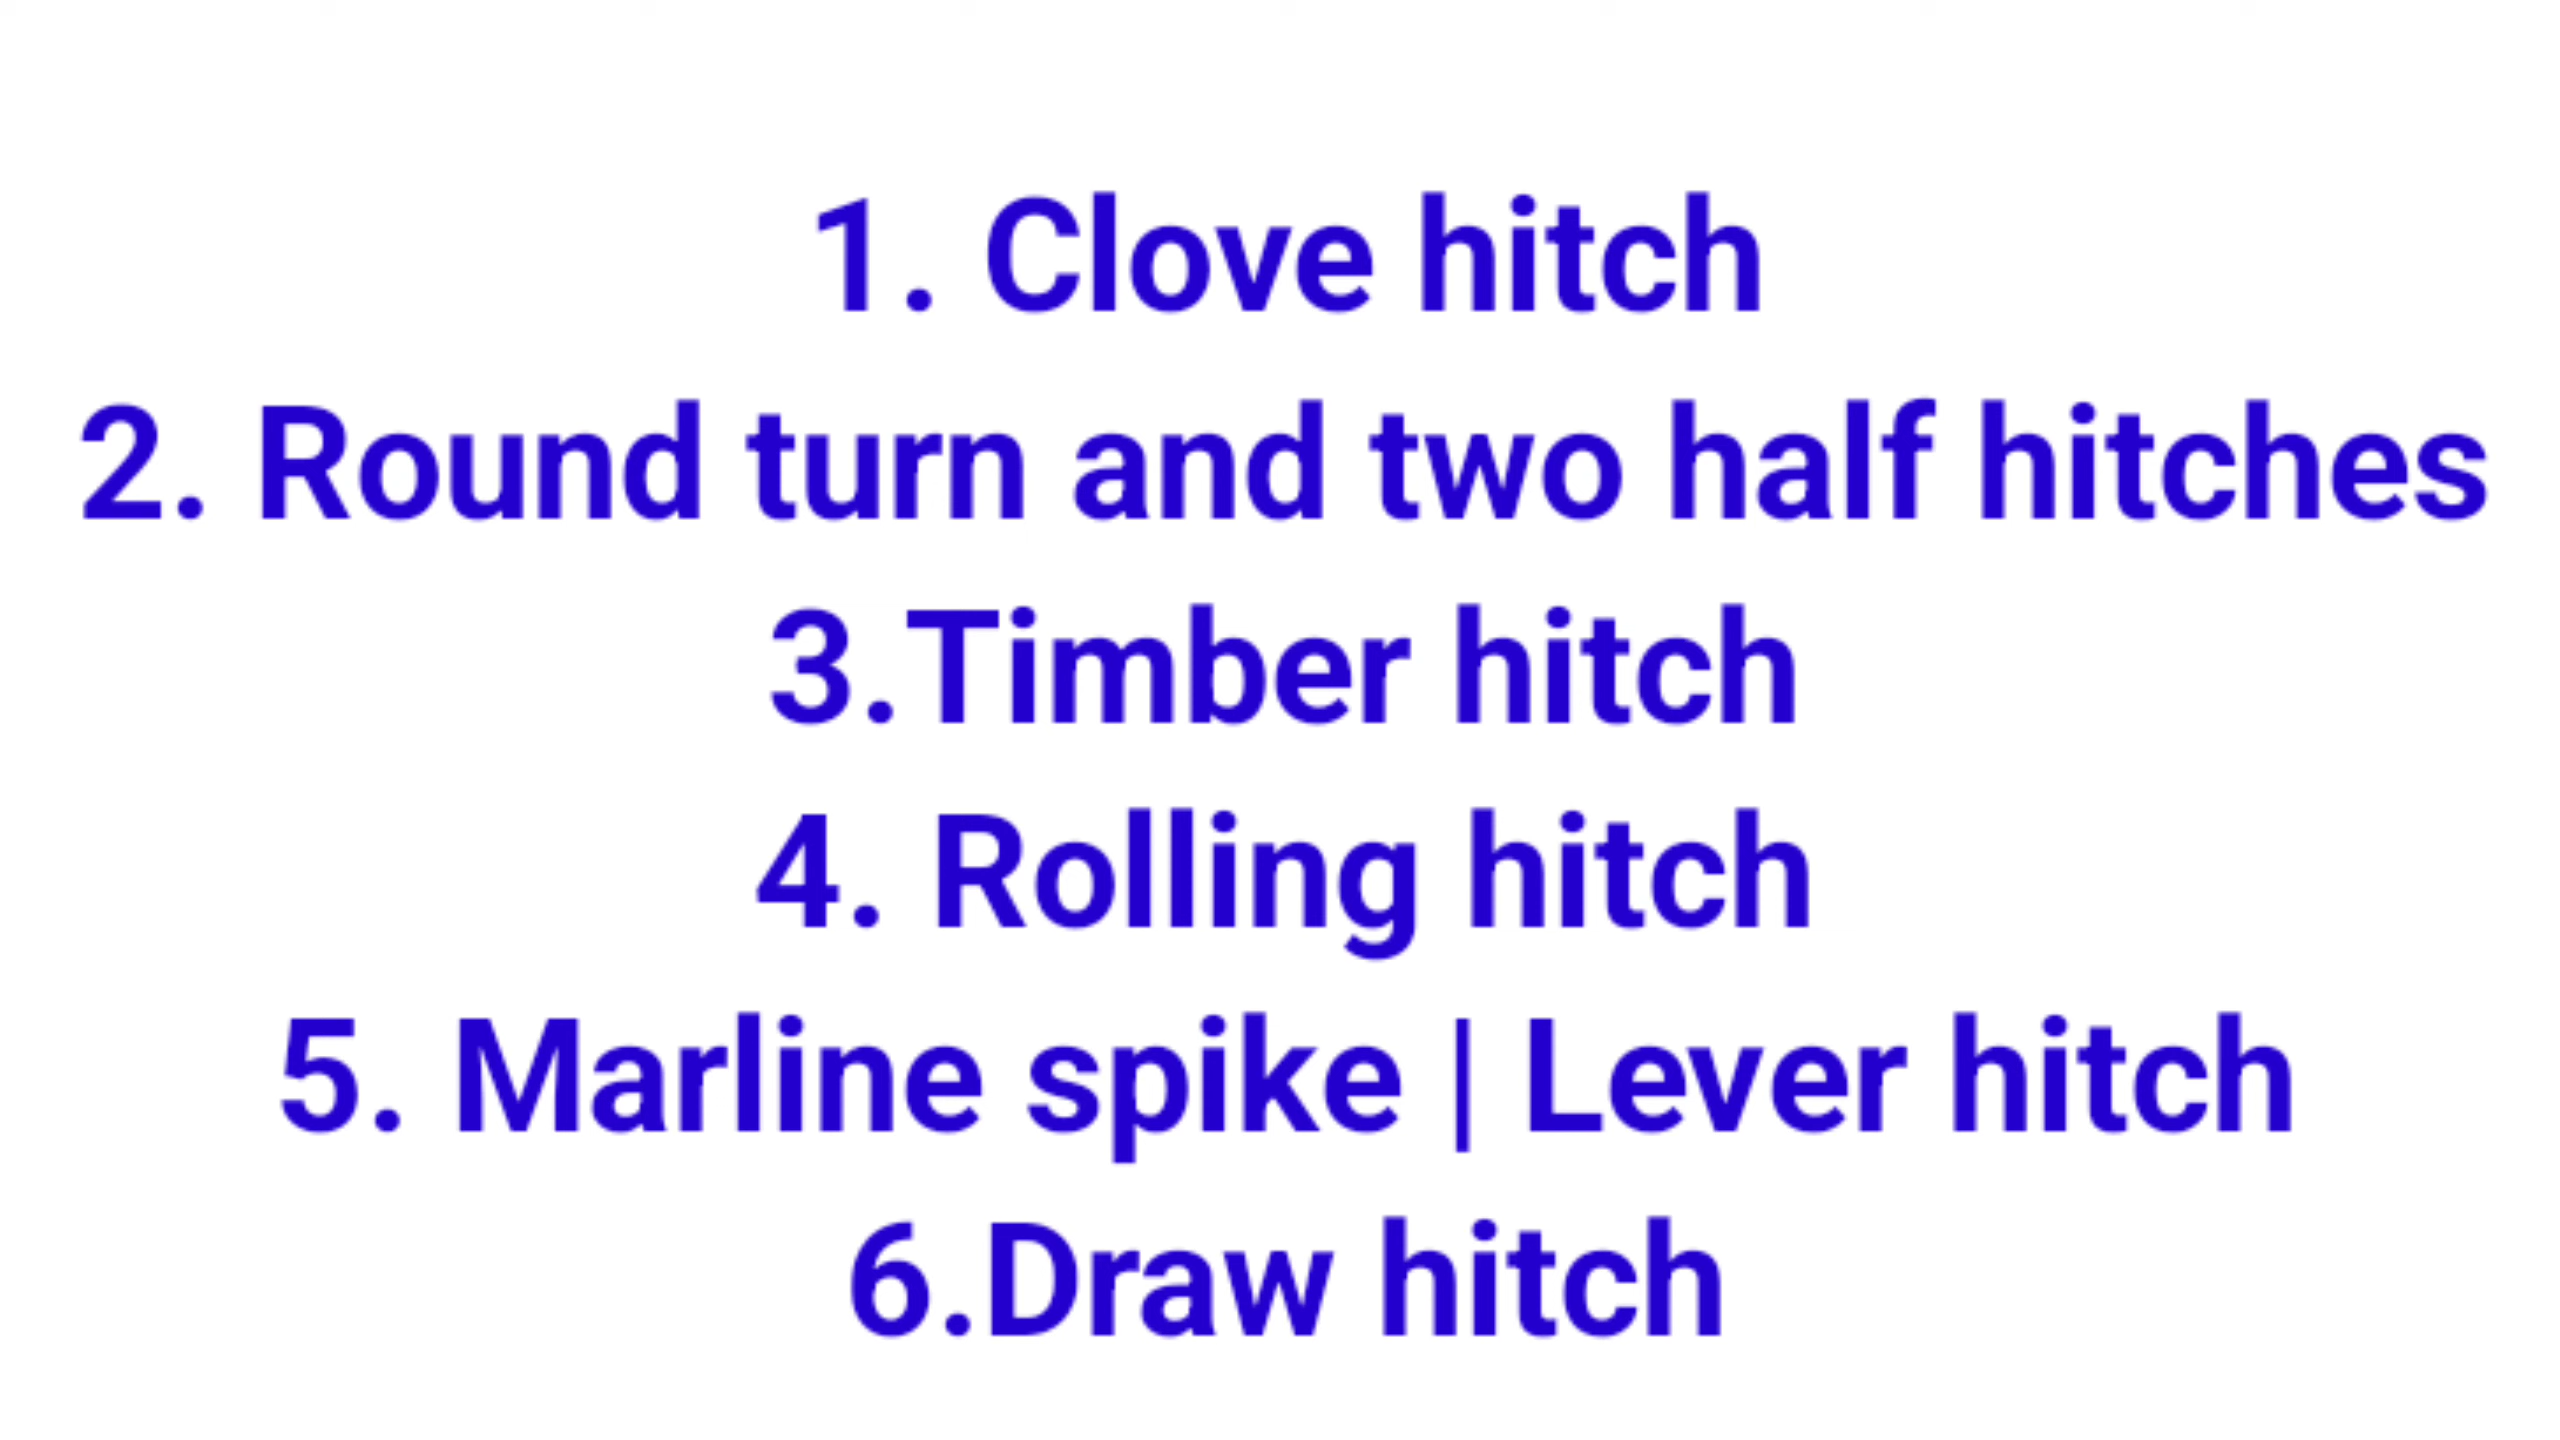 1. Clove hitch
2. Round turn and two half hitches
3.Timber hitch
4. Rolling hitch
5. Marline spike | Lever hitch
6.Draw hitch